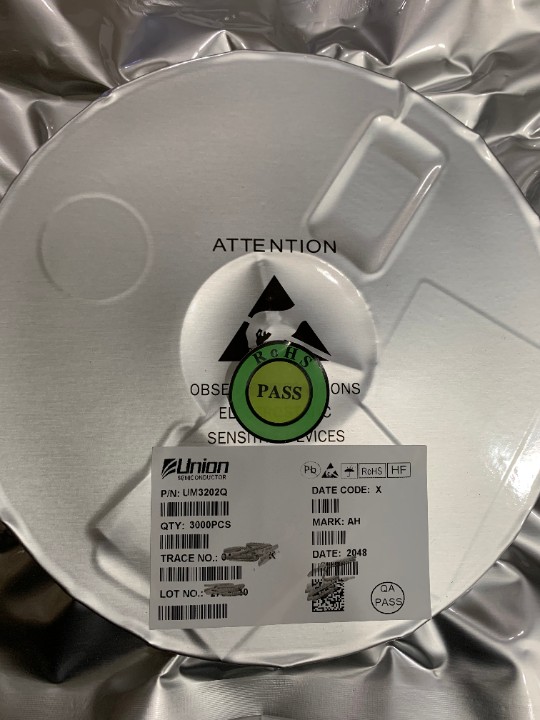 ATTENTION
RoHS
PASS
OBSE ONS
EL C
SENSIT EVICES
Union
SEMICONDUCTOR
Pb RoHS HF
P/N: UM3202Q
DATE CODE: X
QTY: 3000PCS
MARK: AH
TRACE NO.:
DATE: 2048
LOT NO.:
QA
PASS